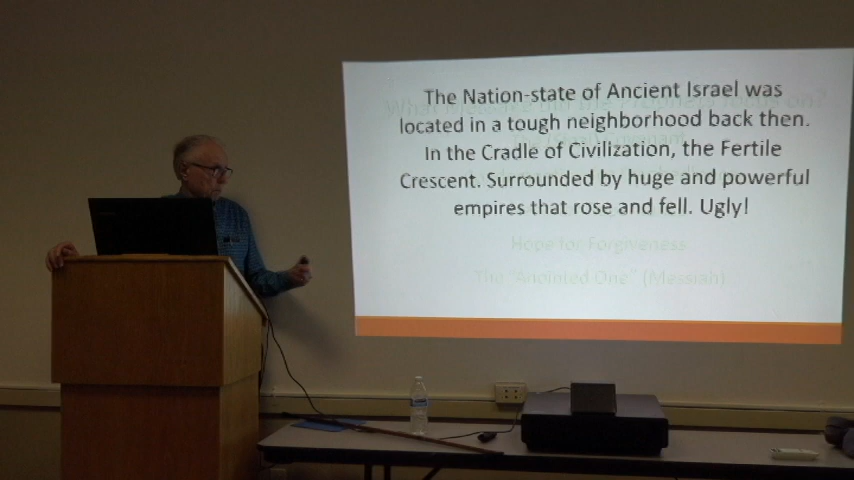 The Nation-state of Ancient Israel was
located in a tough neighborhood back then.
In the Cradle of Civilization, the Fertile
Crescent. Surrounded by huge and powerful
empires that rose and fell. Ugly!
Hope for Forgiveness
The "Anointed One" (Messiah)